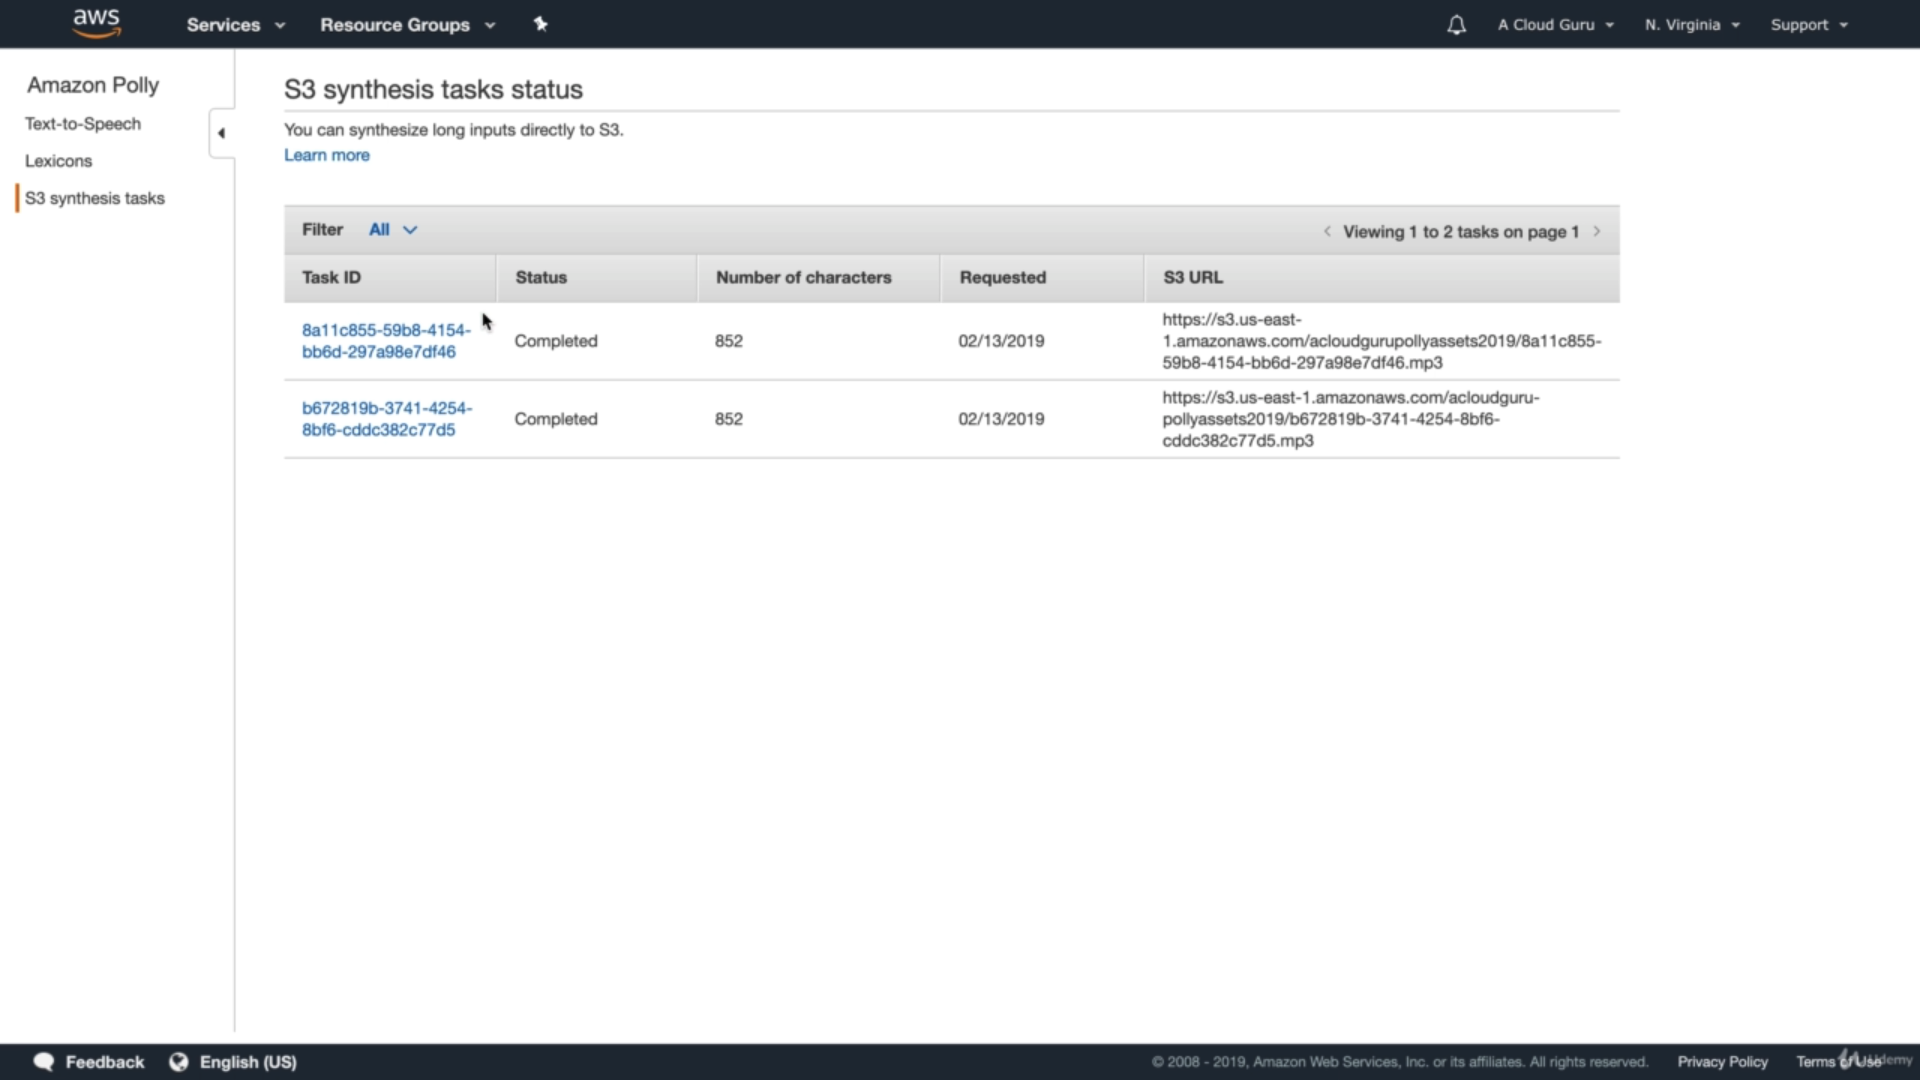 aws
Services
Resource Groups
A Cloud Guru
N. Virginia
Support
Amazon Polly
Text-to-Speech
Lexicons
S3 synthesis tasks
S3 synthesis tasks status
You can synthesize long inputs directly to S3.
Learn more
Filter All
Viewing 1 to 2 tasks on page 1
Task ID
Status
Number of characters
Requested
S3 URL
8a11c855-59b8-4154-
bb6d-297a98e7df46
Completed
852
02/13/2019
https://s3.us-east-
1.amazonaws.com/acloudgurupollyassets2019/8a11c855-
59b8-4154-bb6d-297a98e7df46.mp3
b672819b-3741-4254-
8bf6-cddc382c77d5
Completed
852
02/13/2019
https://s3.us-east-1.amazonaws.com/acloudguru-
pollyassets2019/b672819b-3741-4254-8bf6-
cddc382c77d5.mp3
Feedback
English (US)
© 2008 - 2019, Amazon Web Services, Inc. or its affiliates. All rights reserved.
Privacy Policy
Terms of Use